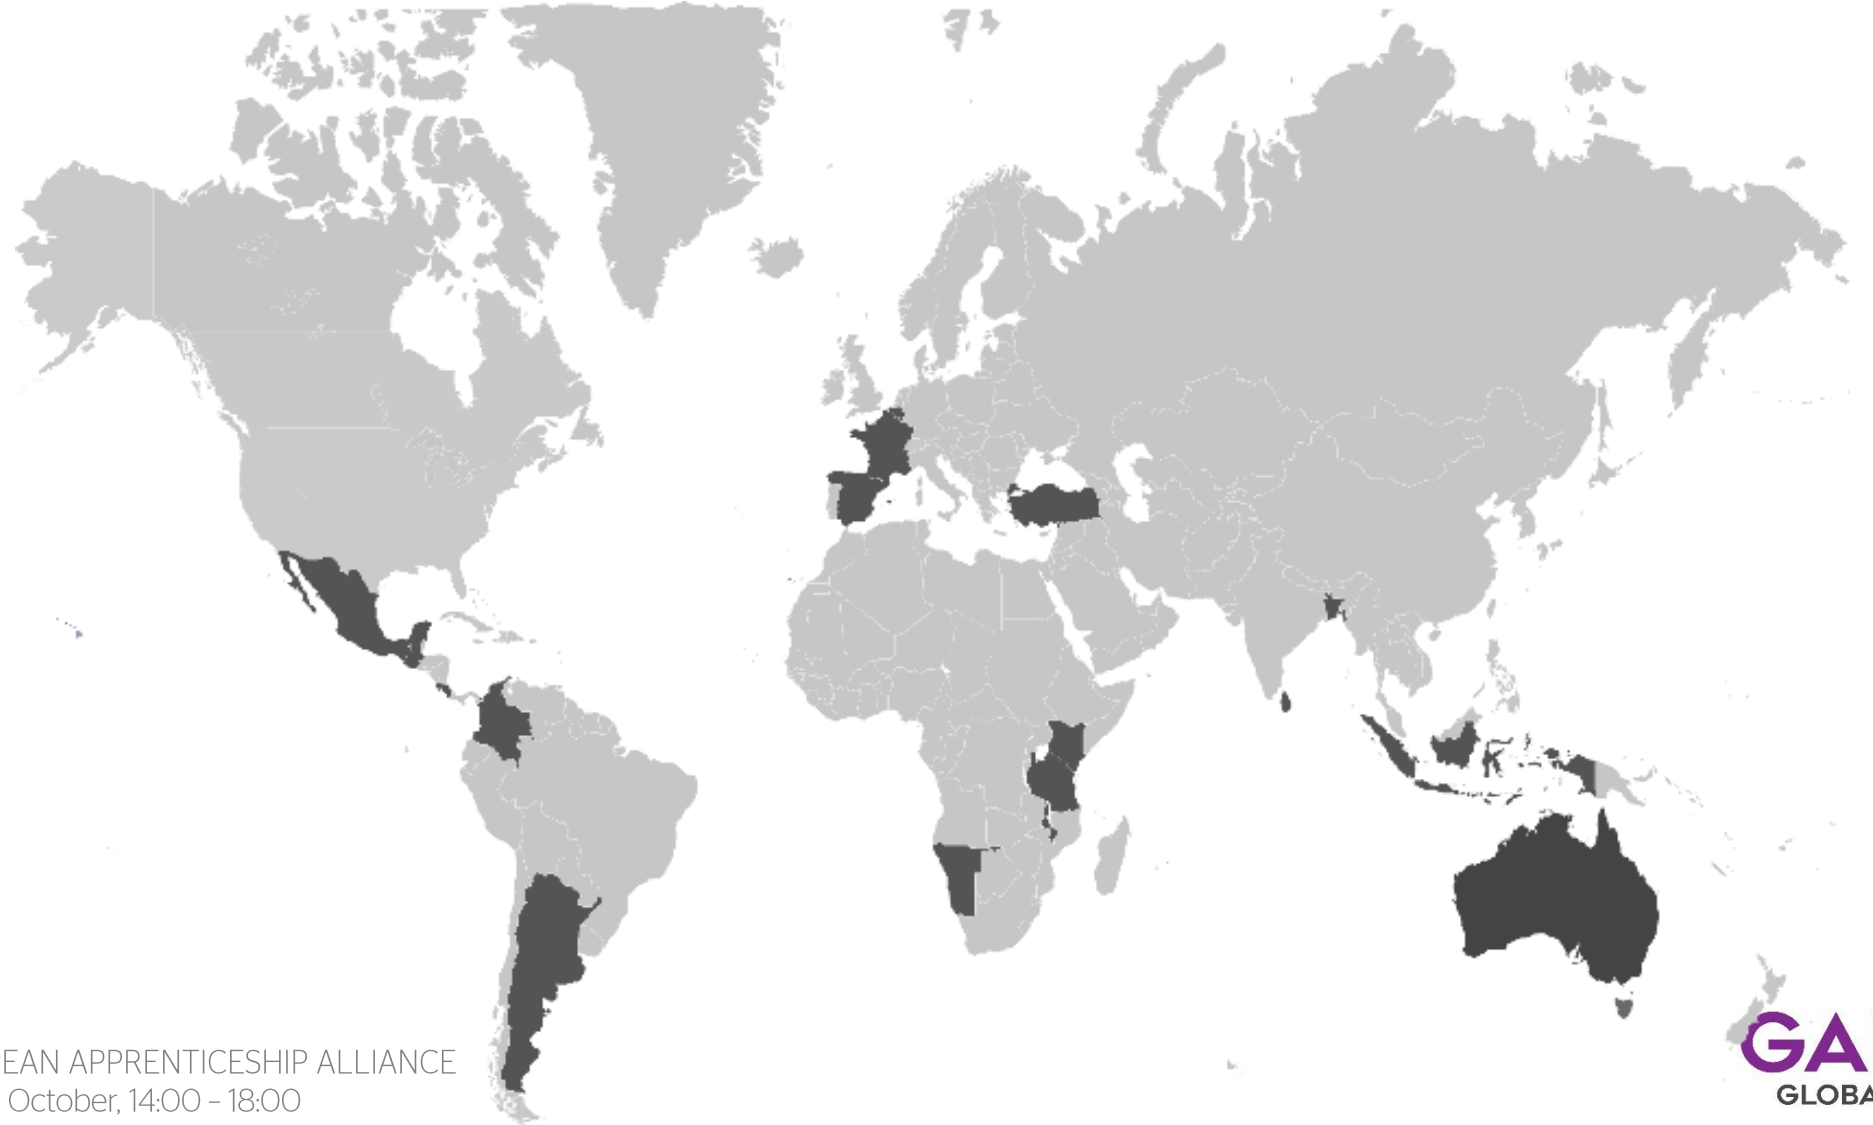 EAN APPRENTICESHIP ALLIANCE
October, 14:00 – 18:00
GA
GLOBA